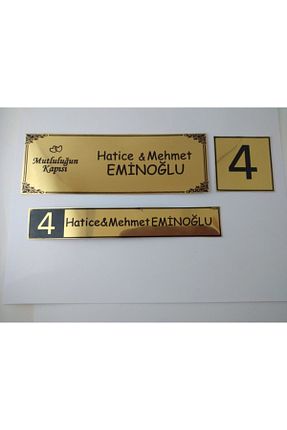 Mutluluğun
Kapısı
Hatice & Mehmet
EMİNOĞLU
4
4 Hatice&Mehmet EMİNOĞLU